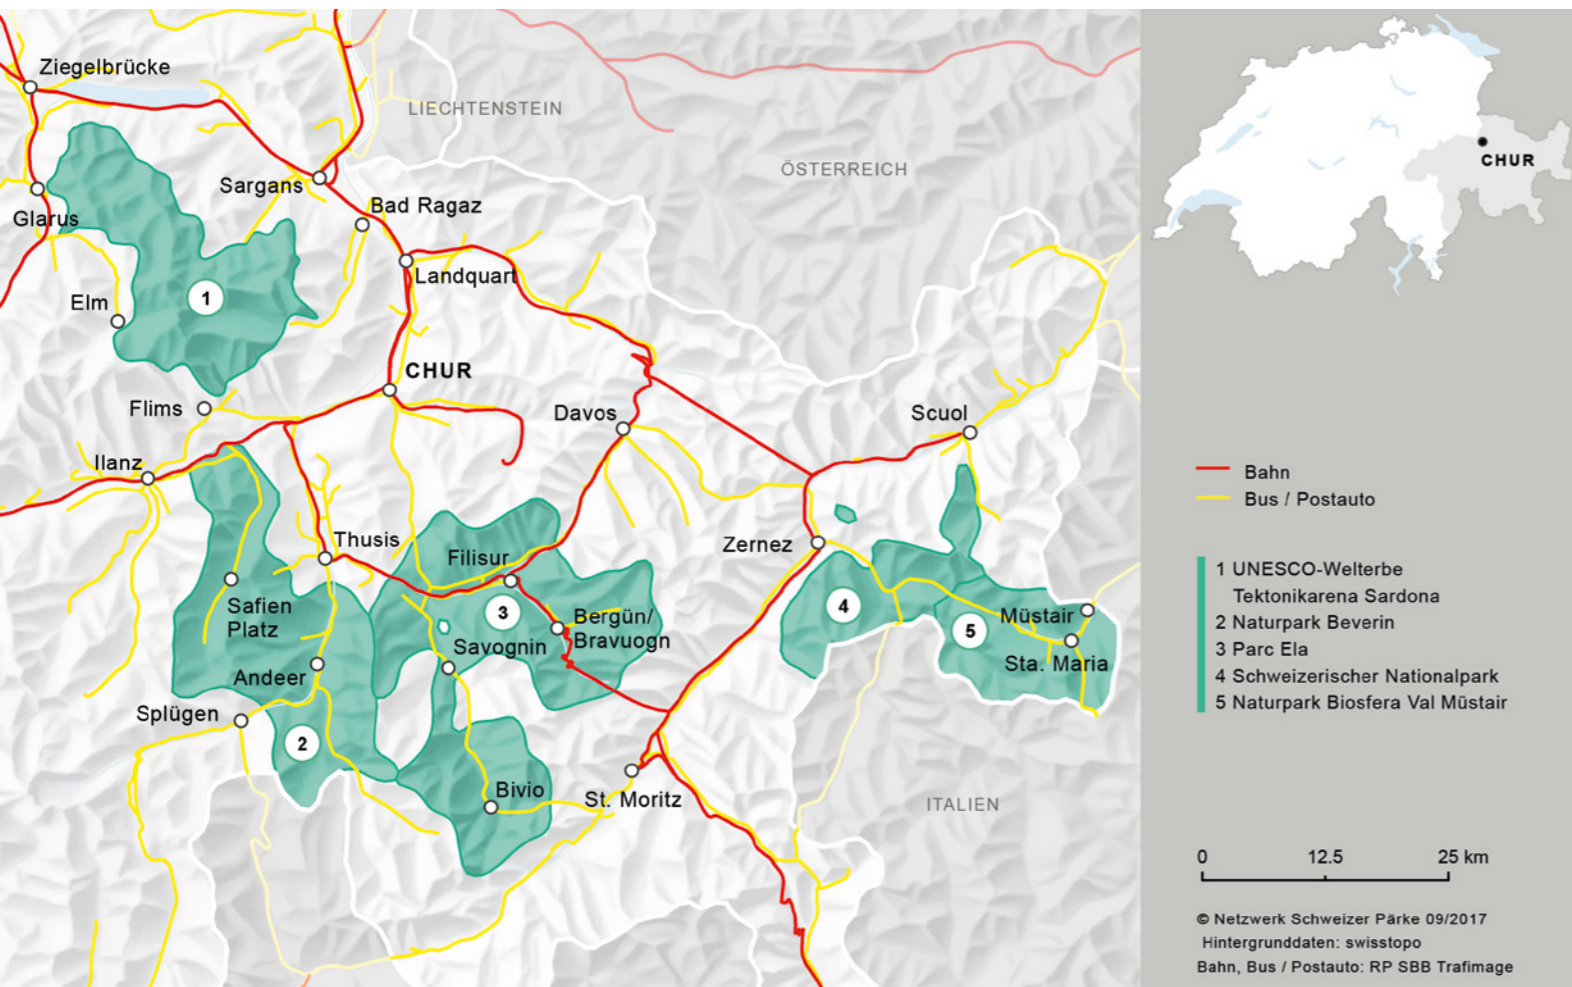 Ziegelbrücke
LIECHTENSTEIN
ÖSTERREICH
Sargans
Bad Ragaz
Glarus
Landquart
Elm
1
CHUR
Flims
Davos
Scuol
Ilanz
Thusis
Filisur
Zernez
Safien
Platz
3
Bergün/
Bravuogn
4
Müstair
5
Savognin
Sta. Maria
Andeer
Splügen
2
Bivio
St. Moritz
ITALIEN
CHUR
Bahn
Bus / Postauto
1 UNESCO-Welterbe
Tektonikarena Sardona
2 Naturpark Beverin
3 Parc Ela
4 Schweizerischer Nationalpark
5 Naturpark Biosfera Val Müstair
0 12.5 25 km
© Netzwerk Schweizer Pärke 09/2017
Hintergrunddaten: swisstopo
Bahn, Bus / Postauto: RP SBB Trafimage